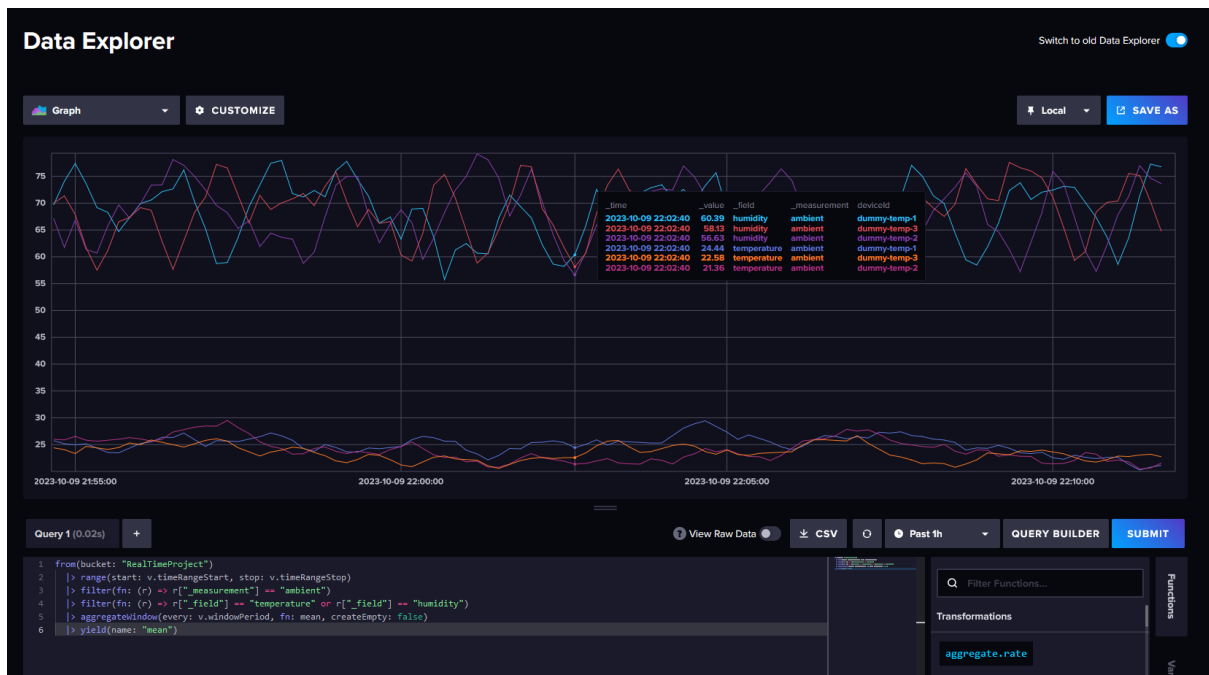 Data Explorer
Switch to old Data Explorer
Graph
CUSTOMIZE
Local
SAVE AS
75
70
65
60
55
50
45
40
35
30
25
_time _value _field _measurement deviceId
2023-10-09 22:02:40 60.39 humidity ambient dummy-temp-1
2023-10-09 22:02:40 58.13 humidity ambient dummy-temp-3
2023-10-09 22:02:40 56.63 humidity ambient dummy-temp-2
2023-10-09 22:02:40 24.44 temperature ambient dummy-temp-1
2023-10-09 22:02:40 22.58 temperature ambient dummy-temp-3
2023-10-09 22:02:40 21.36 temperature ambient dummy-temp-2
2023-10-09 21:55:00 2023-10-09 22:00:00 2023-10-09 22:05:00 2023-10-09 22:10:00
Query 1 (0.02s) +
? View Raw Data
CSV
Past 1h
QUERY BUILDER
SUBMIT
1 from(bucket: "RealTimeProject")
2 |> range(start: v.timeRangeStart, stop: v.timeRangeStop)
3 |> filter(fn: (r) => r["_measurement"] == "ambient")
4 |> filter(fn: (r) => r["_field"] == "temperature" or r["_field"] == "humidity")
5 |> aggregateWindow(every: v.windowPeriod, fn: mean, createEmpty: false)
6 |> yield(name: "mean")
Filter Functions...
Transformations
aggregate.rate
Functions